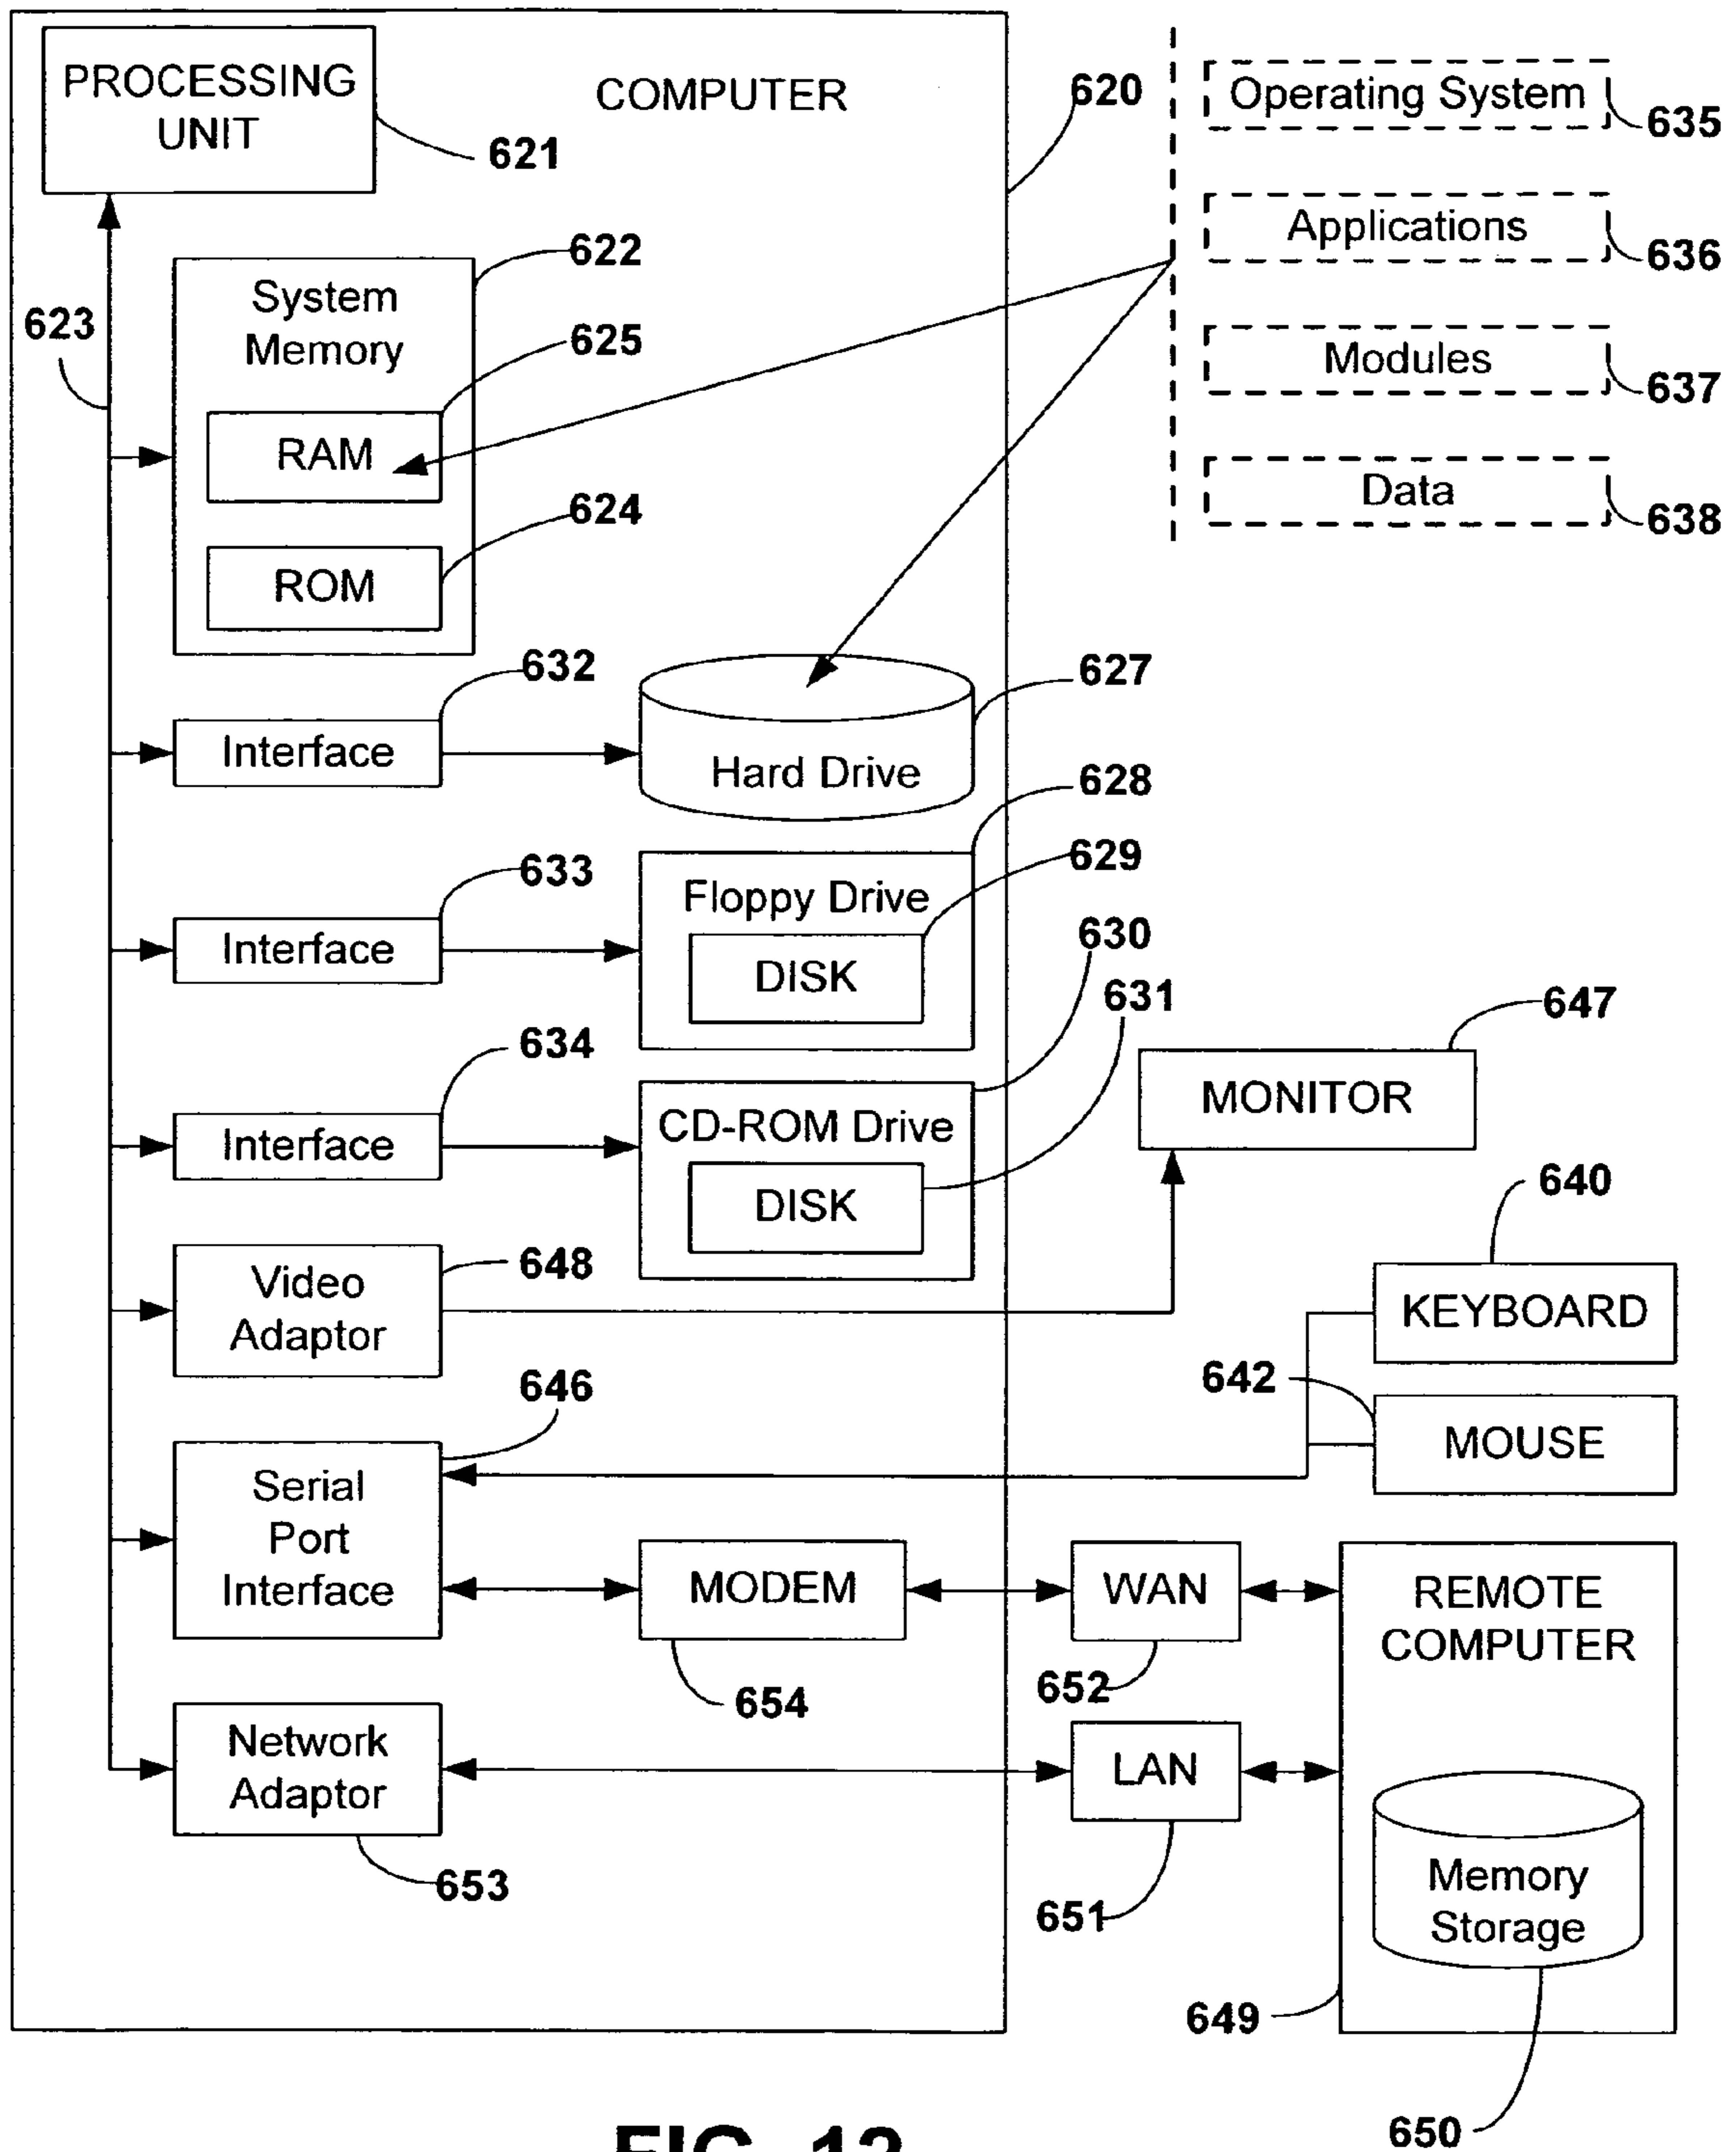 PROCESSING
UNIT
621
COMPUTER
620
Operating System
635
Applications
636
Modules
637
Data
638
623
622
System
Memory
625
RAM
624
ROM
632
Interface
627
Hard Drive
628
633
Interface
Floppy Drive
629
DISK
630
631
634
Interface
CD-ROM Drive
DISK
647
MONITOR
648
Video
Adaptor
640
KEYBOARD
642
MOUSE
646
Serial
Port
Interface
MODEM
654
WAN
652
REMOTE
COMPUTER
Network
Adaptor
653
LAN
651
Memory
Storage
649
650
FIG. 12